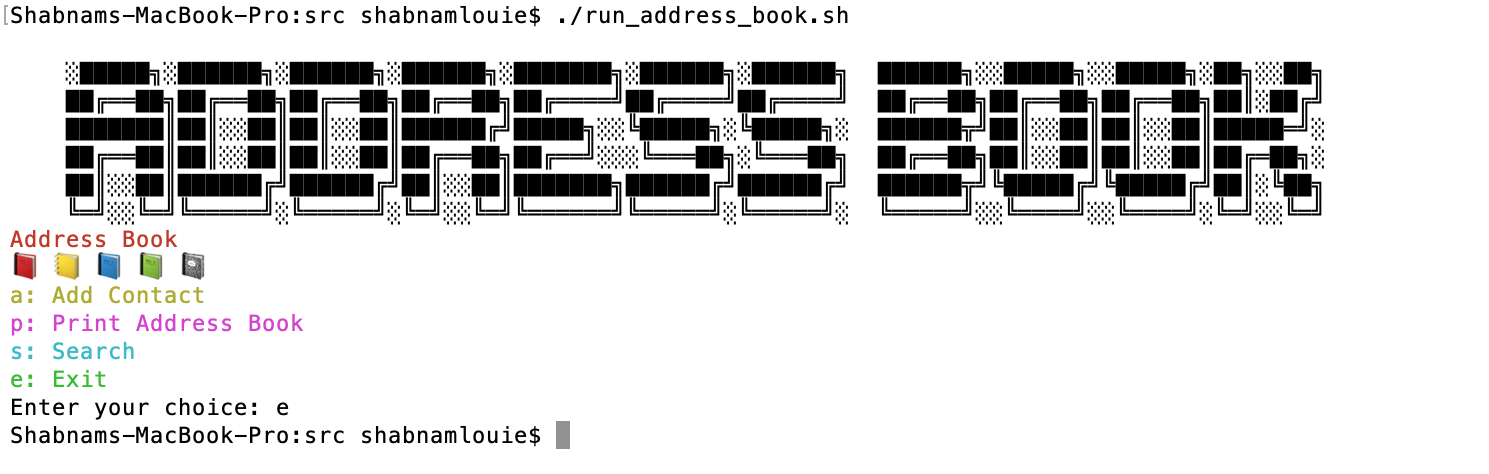 Shabnams-MacBook-Pro:src shabnamlouie$ ./run_address_book.sh
ADDRESS BOOK
Address Book
a: Add Contact
p: Print Address Book
s: Search
e: Exit
Enter your choice: e
Shabnams-MacBook-Pro:src shabnamlouie$